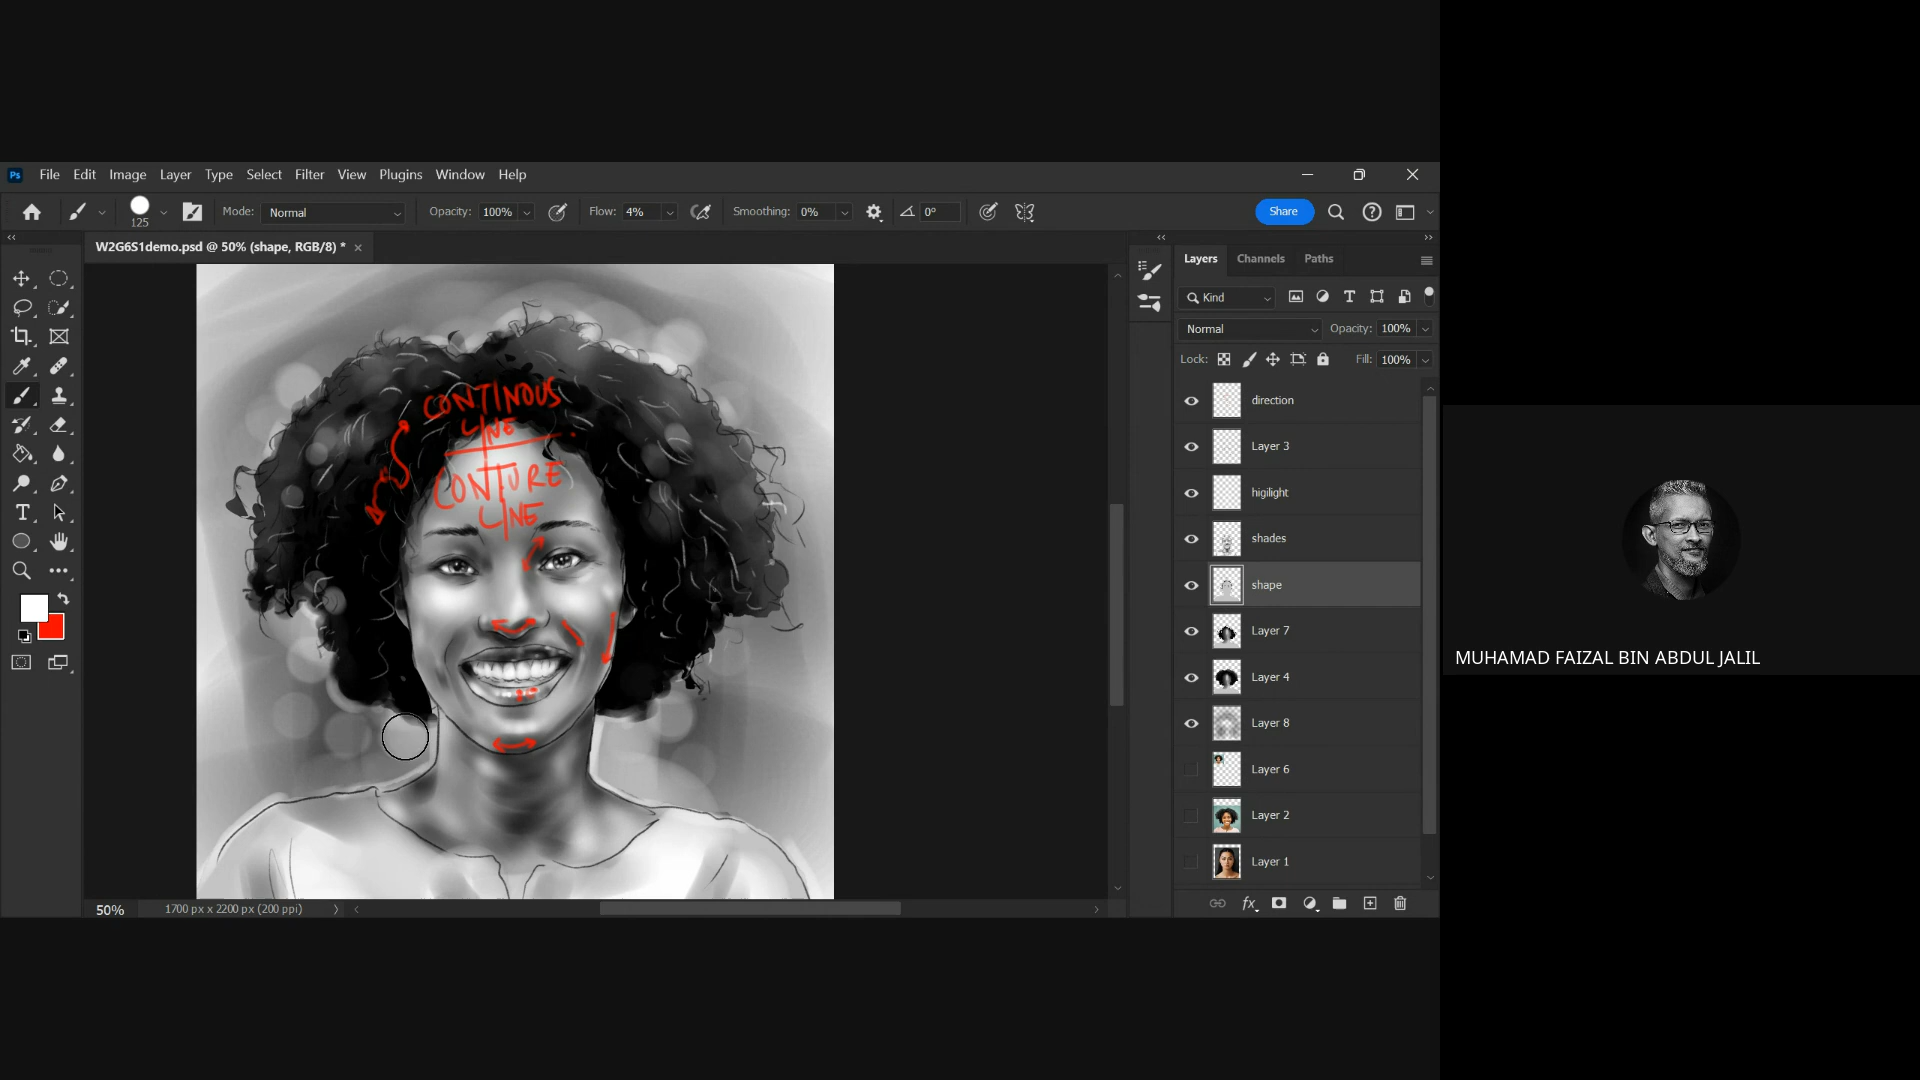 Ps File Edit Image Layer Type Select Filter View Plugins Window Help
125 Mode: Normal Opacity: 100% Flow: 4% Smoothing: 0% 0° Share
W2G6S1demo.psd @ 50% (shape, RGB/8) *
Layers Channels Paths
Kind
Normal Opacity: 100%
Lock: Fill: 100%
direction
Layer 3
higilight
shades
shape
Layer 7
Layer 4
Layer 8
Layer 6
Layer 2
Layer 1
fx
CONTINOUS
LINE
CONTURE
LINE
50% 1700 px x 2200 px (200 ppi)
MUHAMAD FAIZAL BIN ABDUL JALIL